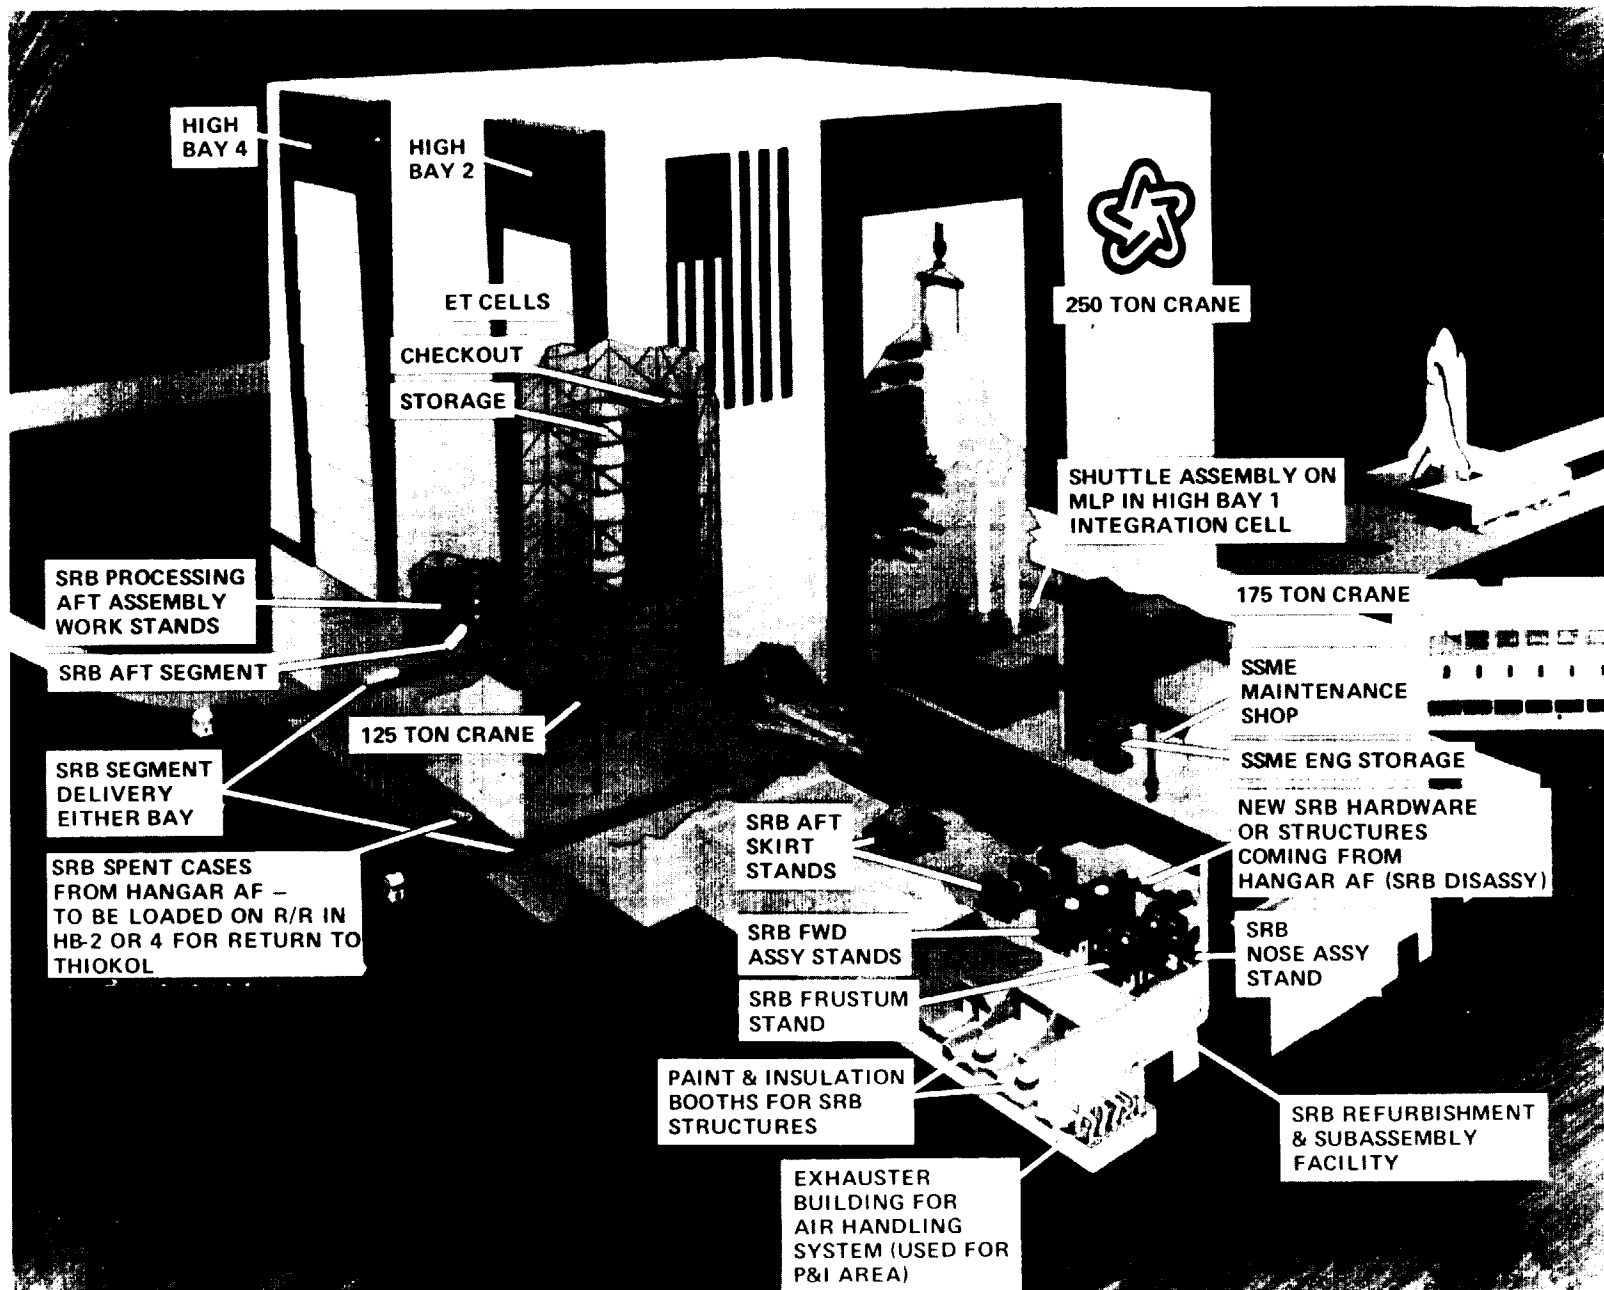 HIGH
BAY 4
HIGH
BAY 2
ET CELLS
CHECKOUT
STORAGE
250 TON CRANE
SHUTTLE ASSEMBLY ON
MLP IN HIGH BAY 1
INTEGRATION CELL
SRB PROCESSING
AFT ASSEMBLY
WORK STANDS
SRB AFT SEGMENT
175 TON CRANE
SSME
MAINTENANCE
SHOP
SSME ENG STORAGE
125 TON CRANE
SRB SEGMENT
DELIVERY
EITHER BAY
SRB SPENT CASES
FROM HANGAR AF –
TO BE LOADED ON R/R IN
HB-2 OR 4 FOR RETURN TO
THIOKOL
SRB AFT
SKIRT
STANDS
NEW SRB HARDWARE
OR STRUCTURES
COMING FROM
HANGAR AF (SRB DISASSY)
SRB FWD
ASSY STANDS
SRB
NOSE ASSY
STAND
SRB FRUSTUM
STAND
PAINT & INSULATION
BOOTHS FOR SRB
STRUCTURES
SRB REFURBISHMENT
& SUBASSEMBLY
FACILITY
EXHAUSTER
BUILDING FOR
AIR HANDLING
SYSTEM (USED FOR
P&I AREA)